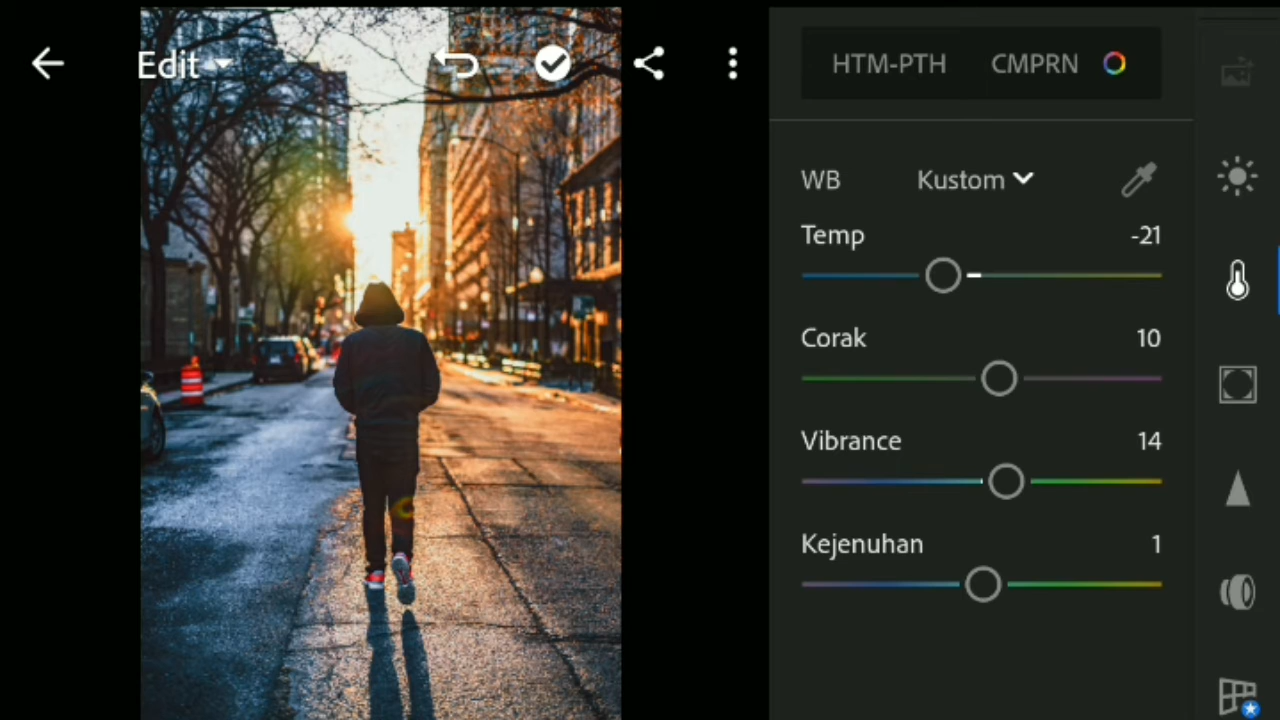 Edit
HTM-PTH CMPRN
WB Kustom
Temp -21
Corak 10
Vibrance 14
Kejenuhan 1